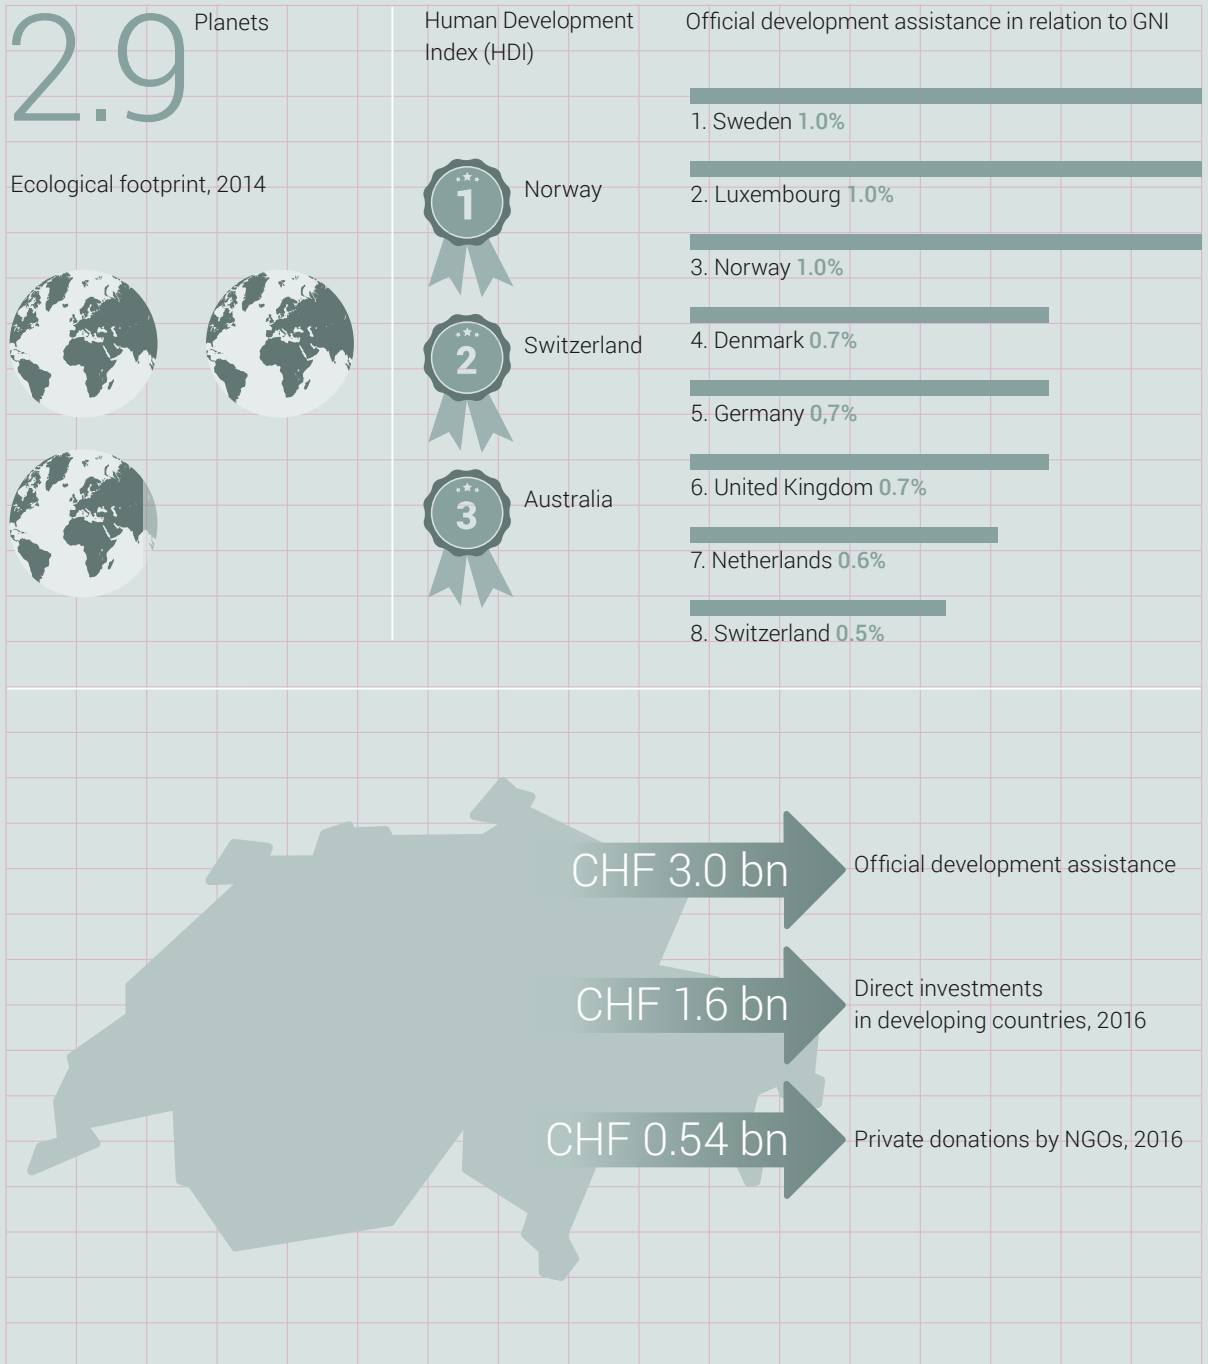 2.9
Planets
Ecological footprint, 2014
Human Development
Index (HDI)
1
Norway
2
Switzerland
3
Australia
Official development assistance in relation to GNI
1. Sweden 1.0%
2. Luxembourg 1.0%
3. Norway 1.0%
4. Denmark 0.7%
5. Germany 0,7%
6. United Kingdom 0.7%
7. Netherlands 0.6%
8. Switzerland 0.5%
CHF 3.0 bn
Official development assistance
CHF 1.6 bn
Direct investments
in developing countries, 2016
CHF 0.54 bn
Private donations by NGOs, 2016